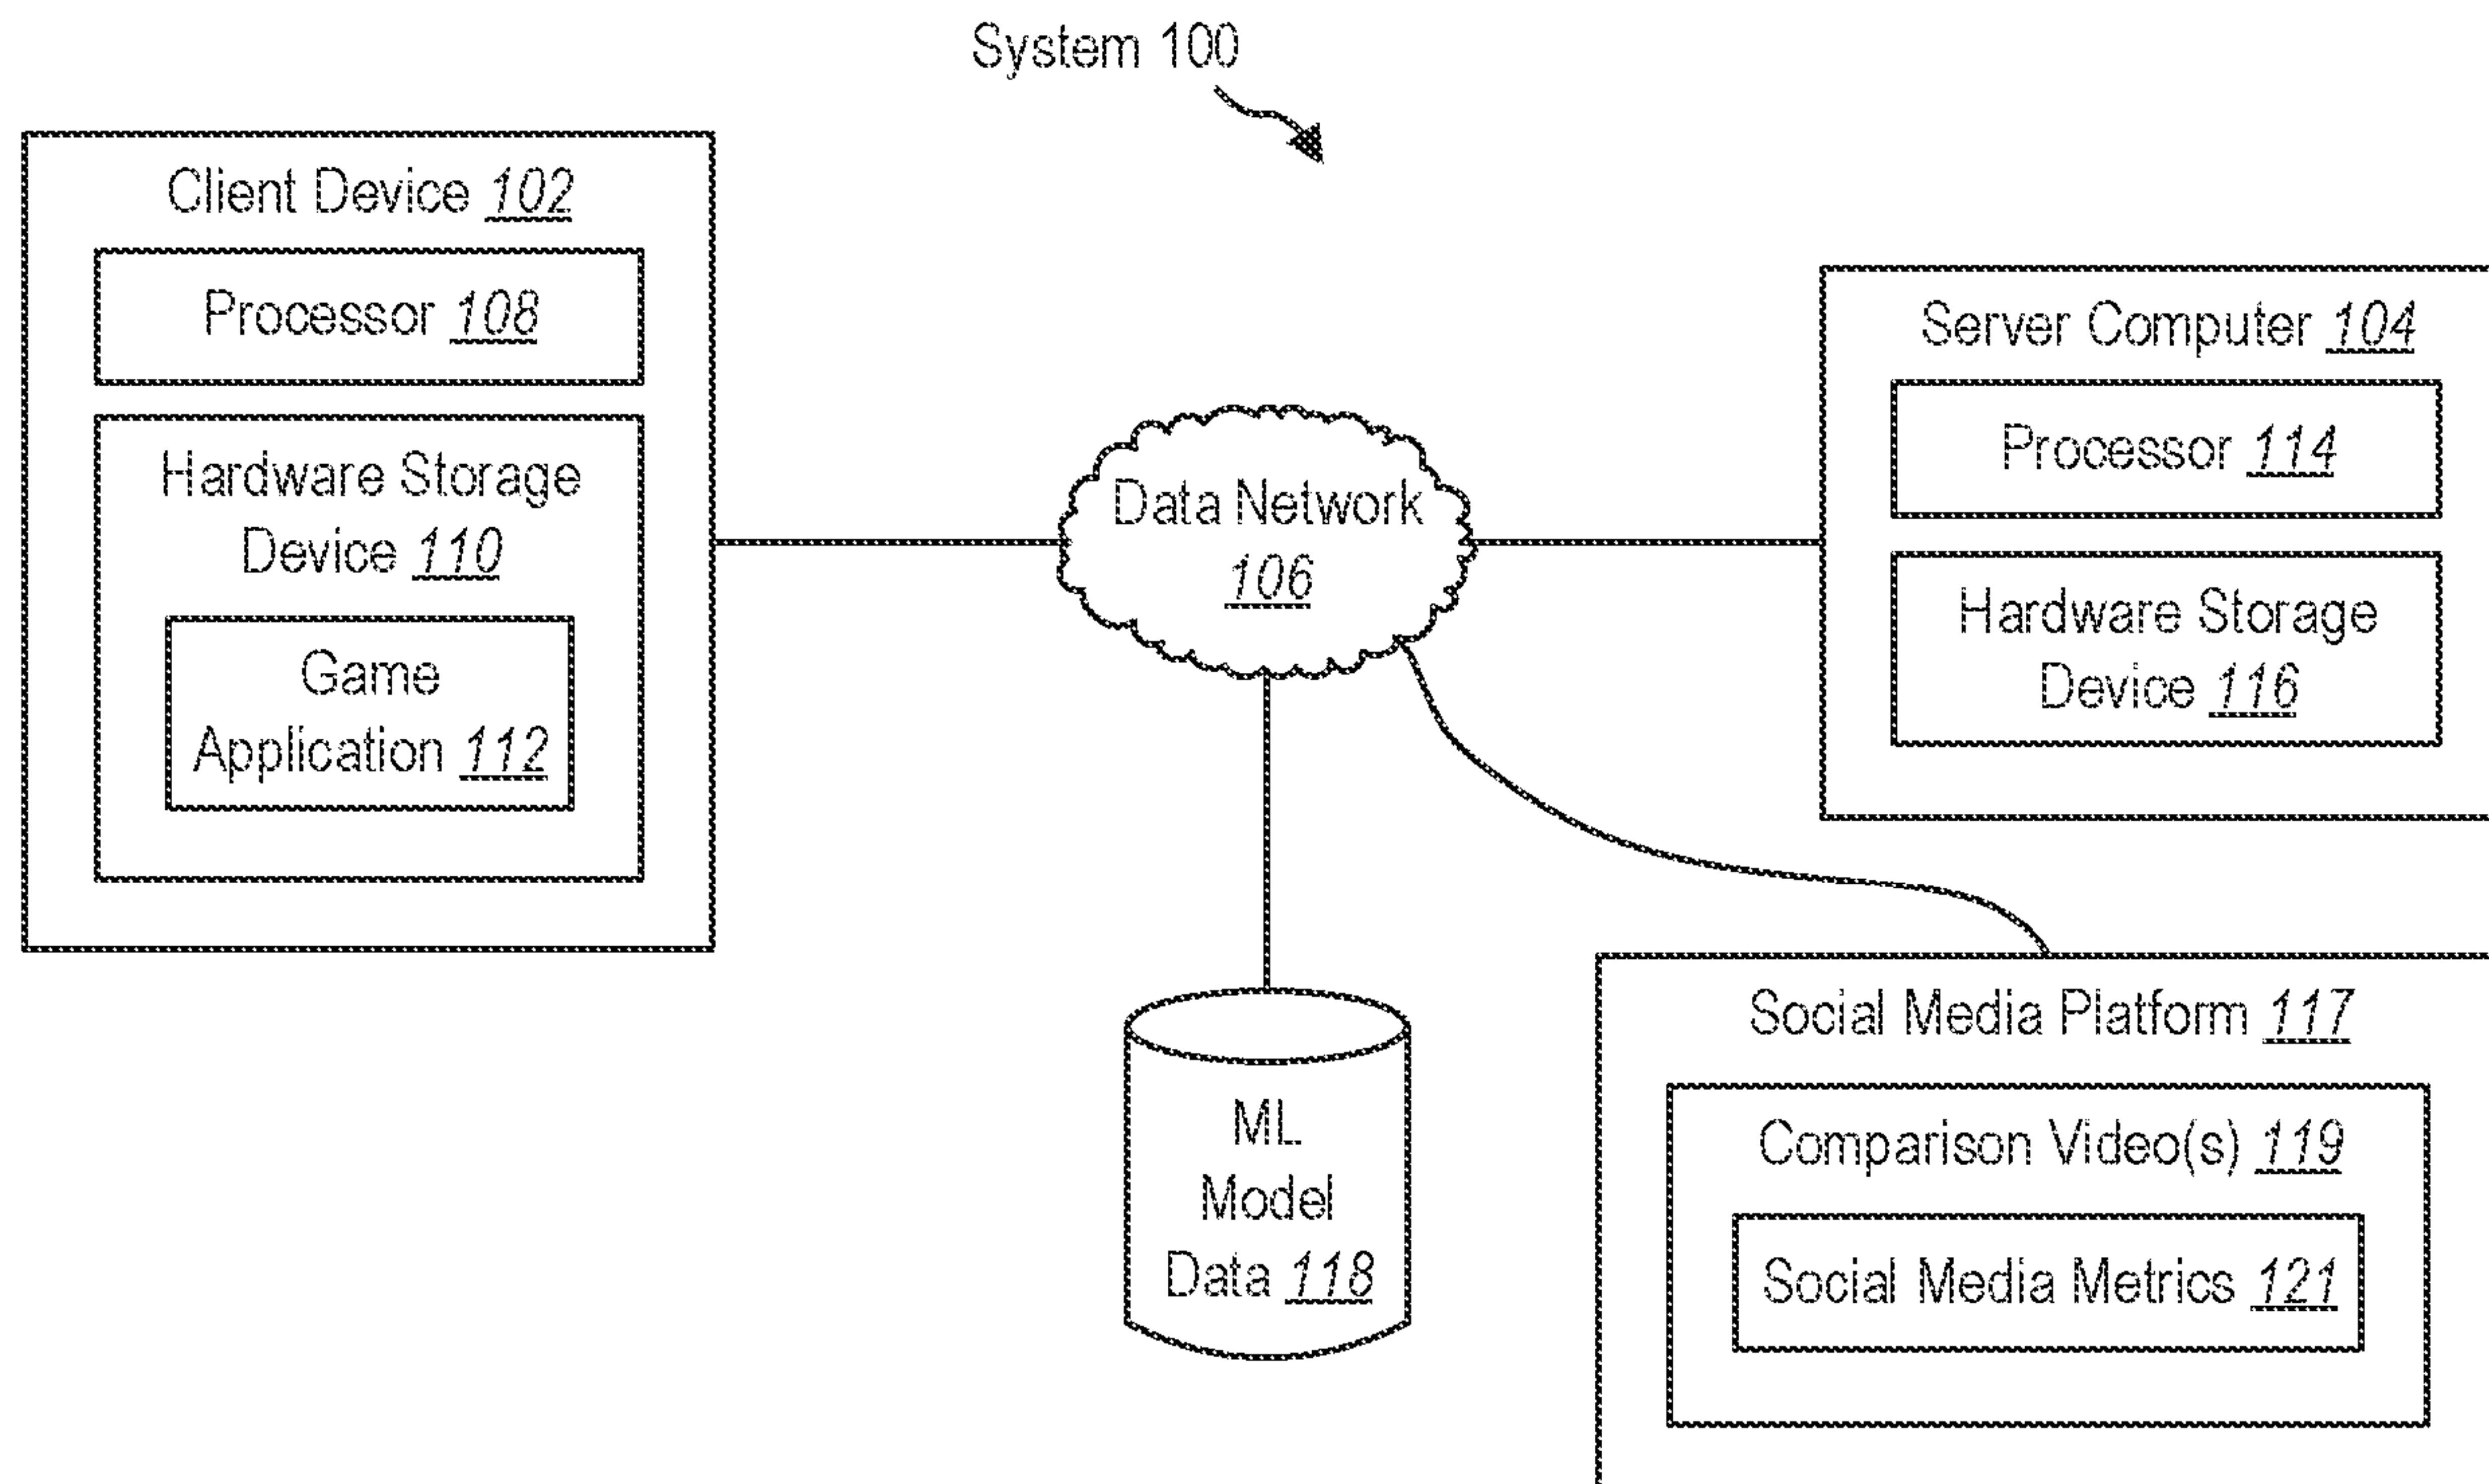 System 100
Client Device 102
Processor 108
Hardware Storage
Device 110
Game
Application 112
Data Network
106
Server Computer 104
Processor 114
Hardware Storage
Device 116
ML
Model
Data 118
Social Media Platform 117
Comparison Video(s) 119
Social Media Metrics 121